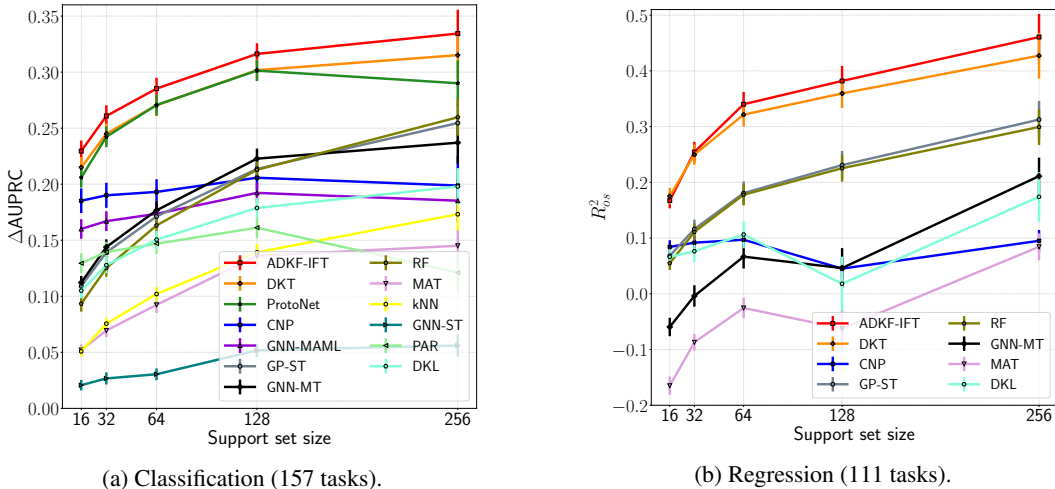 0.35
0.30
0.25
0.20
0.15
0.10
0.05
0.00
ΔAUPRC
16 32 64 128 256
Support set size
ADKF-IFT
DKT
ProtoNet
CNP
GNN-MAML
GP-ST
GNN-MT
RF
MAT
kNN
GNN-ST
PAR
DKL
(a) Classification (157 tasks).
0.5
0.4
0.3
0.2
0.1
0.0
−0.1
−0.2
R²os
16 32 64 128 256
Support set size
ADKF-IFT
DKT
CNP
GP-ST
RF
GNN-MT
MAT
DKL
(b) Regression (111 tasks).